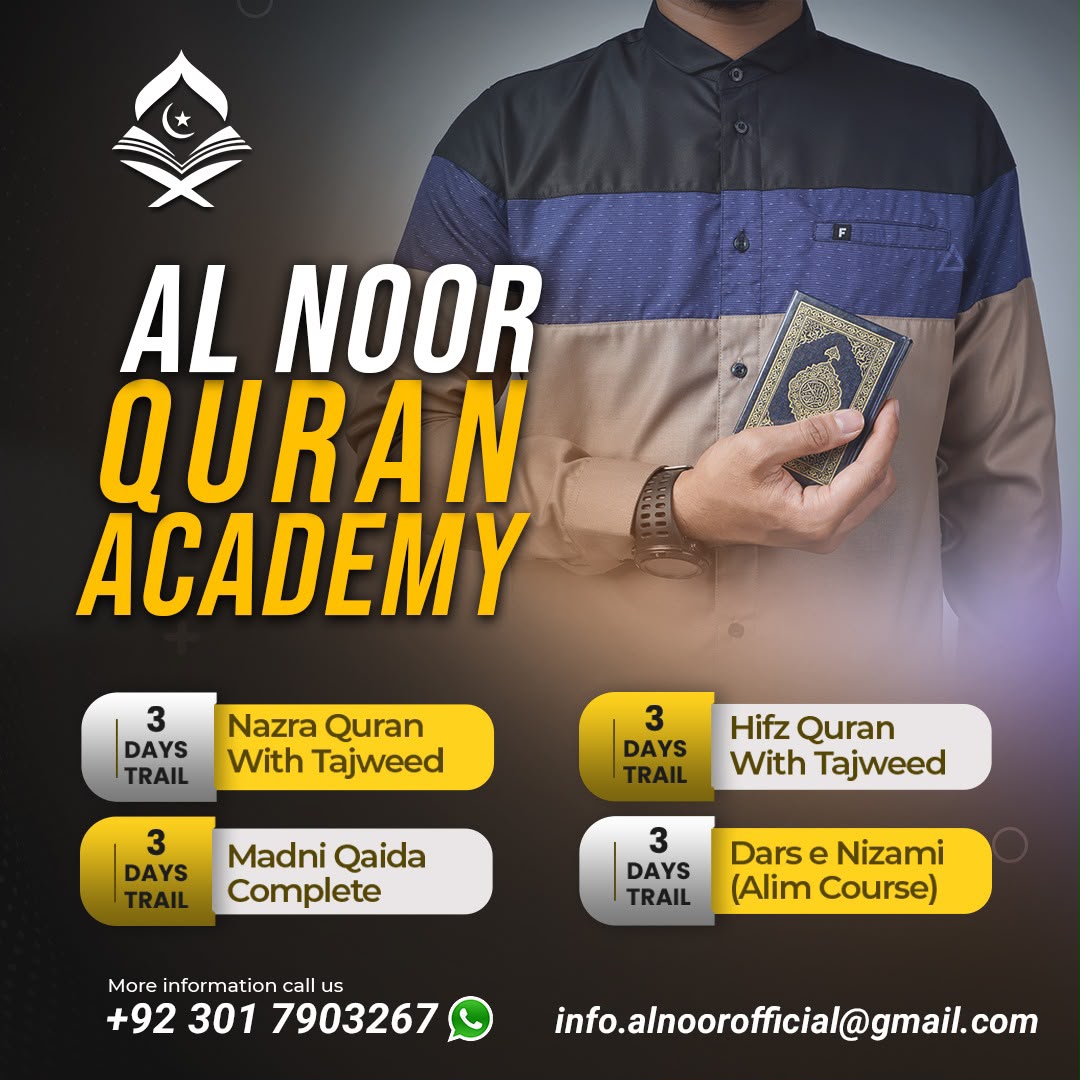 AL NOOR
QURAN
ACADEMY
F
3
DAYS
TRAIL
Nazra Quran
With Tajweed
3
DAYS
TRAIL
Hifz Quran
With Tajweed
3
DAYS
TRAIL
Madni Qaida
Complete
3
DAYS
TRAIL
Dars e Nizami
(Alim Course)
More information call us
+92 301 7903267
info.alnoorofficial@gmail.com